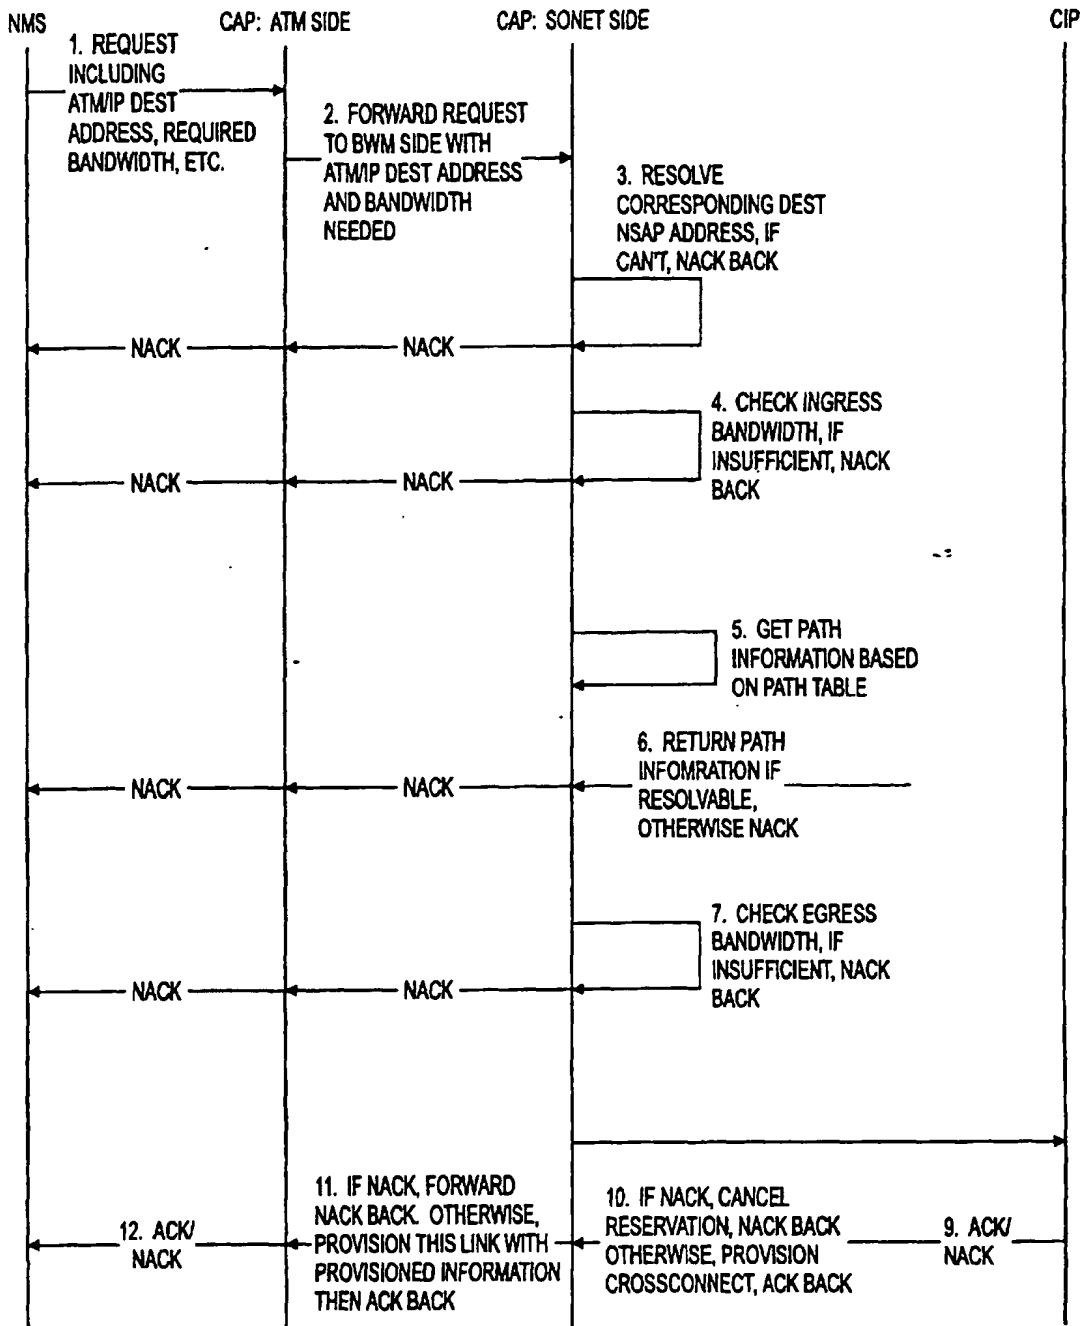 NMS
CAP: ATM SIDE
CAP: SONET SIDE
CIP
1. REQUEST
INCLUDING
ATM/IP DEST
ADDRESS, REQUIRED
BANDWIDTH, ETC.
2. FORWARD REQUEST
TO BWM SIDE WITH
ATM/IP DEST ADDRESS
AND BANDWIDTH
NEEDED
3. RESOLVE
CORRESPONDING DEST
NSAP ADDRESS, IF
CAN'T, NACK BACK
NACK
NACK
4. CHECK INGRESS
BANDWIDTH, IF
INSUFFICIENT, NACK
BACK
NACK
NACK
5. GET PATH
INFORMATION BASED
ON PATH TABLE
6. RETURN PATH
INFOMRATION IF
RESOLVABLE,
OTHERWISE NACK
NACK
NACK
7. CHECK EGRESS
BANDWIDTH, IF
INSUFFICIENT, NACK
BACK
NACK
NACK
12. ACK/
NACK
11. IF NACK, FORWARD
NACK BACK. OTHERWISE,
PROVISION THIS LINK WITH
PROVISIONED INFORMATION
THEN ACK BACK
10. IF NACK, CANCEL
RESERVATION, NACK BACK
OTHERWISE, PROVISION
CROSSCONNECT, ACK BACK
9. ACK/
NACK